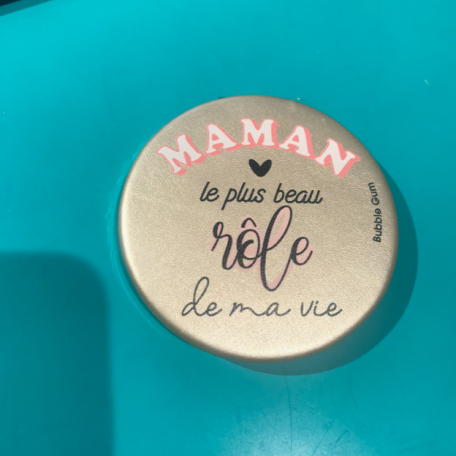 MAMAN
le plus beau
rôle
de ma vie
Bubble Gum